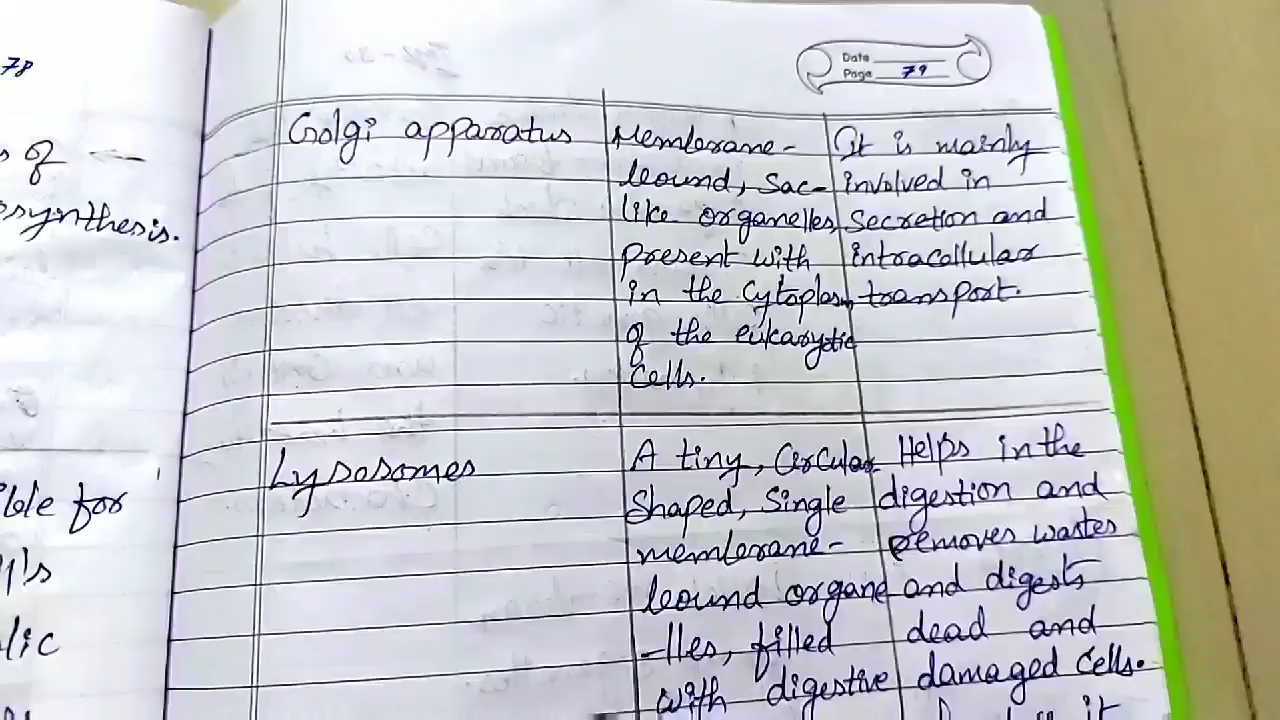 78
of
synthesis.
ble for
lic
Date
Page 79
Golgi apparatus
Membrane-
bound, Sac-
like organelles
present with
in the Cytoplasm
of the eukaryotic
Cells.
It is mainly
involved in
Secretion and
intracellular
transport.
Lysosomes
A tiny, Circular
Shaped, Single
membrane-
bound organe
-lles, filled
with digestive
Helps in the
digestion and
removes wastes
and digests
dead and
damaged cells.
it